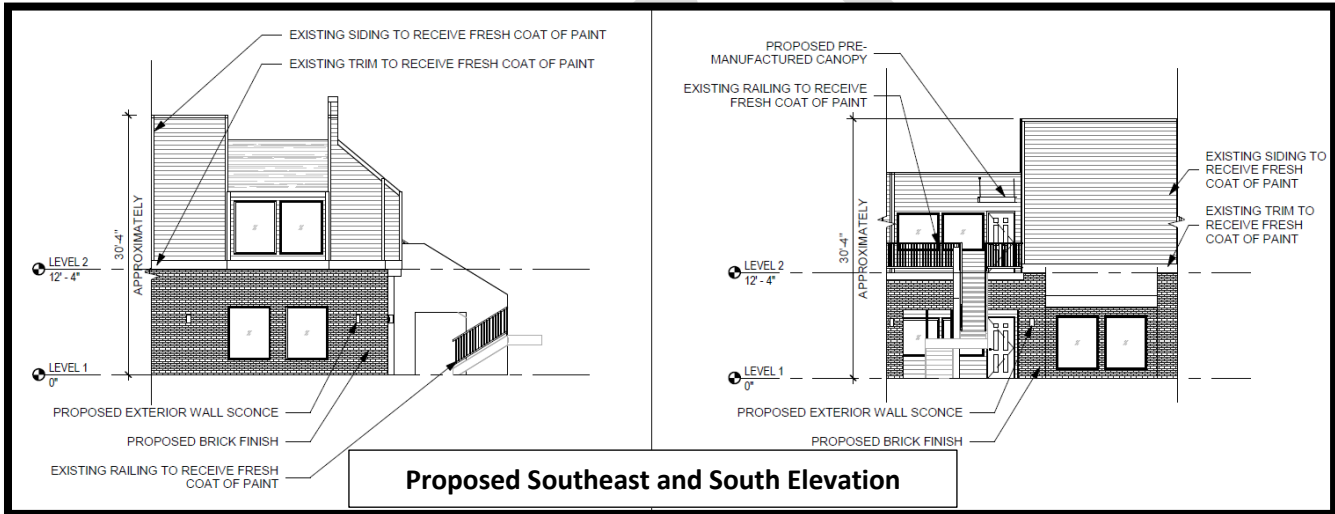 EXISTING SIDING TO RECEIVE FRESH COAT OF PAINT
EXISTING TRIM TO RECEIVE FRESH COAT OF PAINT
30'-4"
APPROXIMATELY
LEVEL 2
12' - 4"
LEVEL 1
0"
PROPOSED EXTERIOR WALL SCONCE
PROPOSED BRICK FINISH
EXISTING RAILING TO RECEIVE FRESH
COAT OF PAINT
PROPOSED PRE-
MANUFACTURED CANOPY
EXISTING RAILING TO RECEIVE
FRESH COAT OF PAINT
EXISTING SIDING TO
RECEIVE FRESH
COAT OF PAINT
EXISTING TRIM TO
RECEIVE FRESH
COAT OF PAINT
30'-4"
APPROXIMATELY
LEVEL 2
12' - 4"
LEVEL 1
0"
PROPOSED EXTERIOR WALL SCONCE
PROPOSED BRICK FINISH
Proposed Southeast and South Elevation